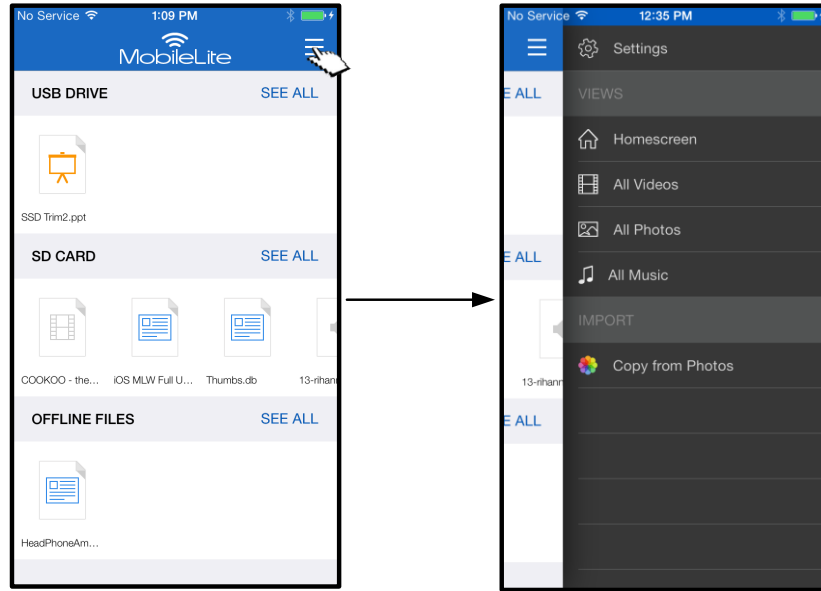 No Service 1:09 PM
MobileLite
USB DRIVE SEE ALL
SSD Trim2.ppt
SD CARD SEE ALL
COOKOO - the... iOS MLW Full U... Thumbs.db 13-rihann
OFFLINE FILES SEE ALL
HeadPhoneAm...
No Service 12:35 PM
Settings
E ALL VIEWS
Homescreen
All Videos
All Photos
E ALL
All Music
IMPORT
Copy from Photos
13-rihann
E ALL